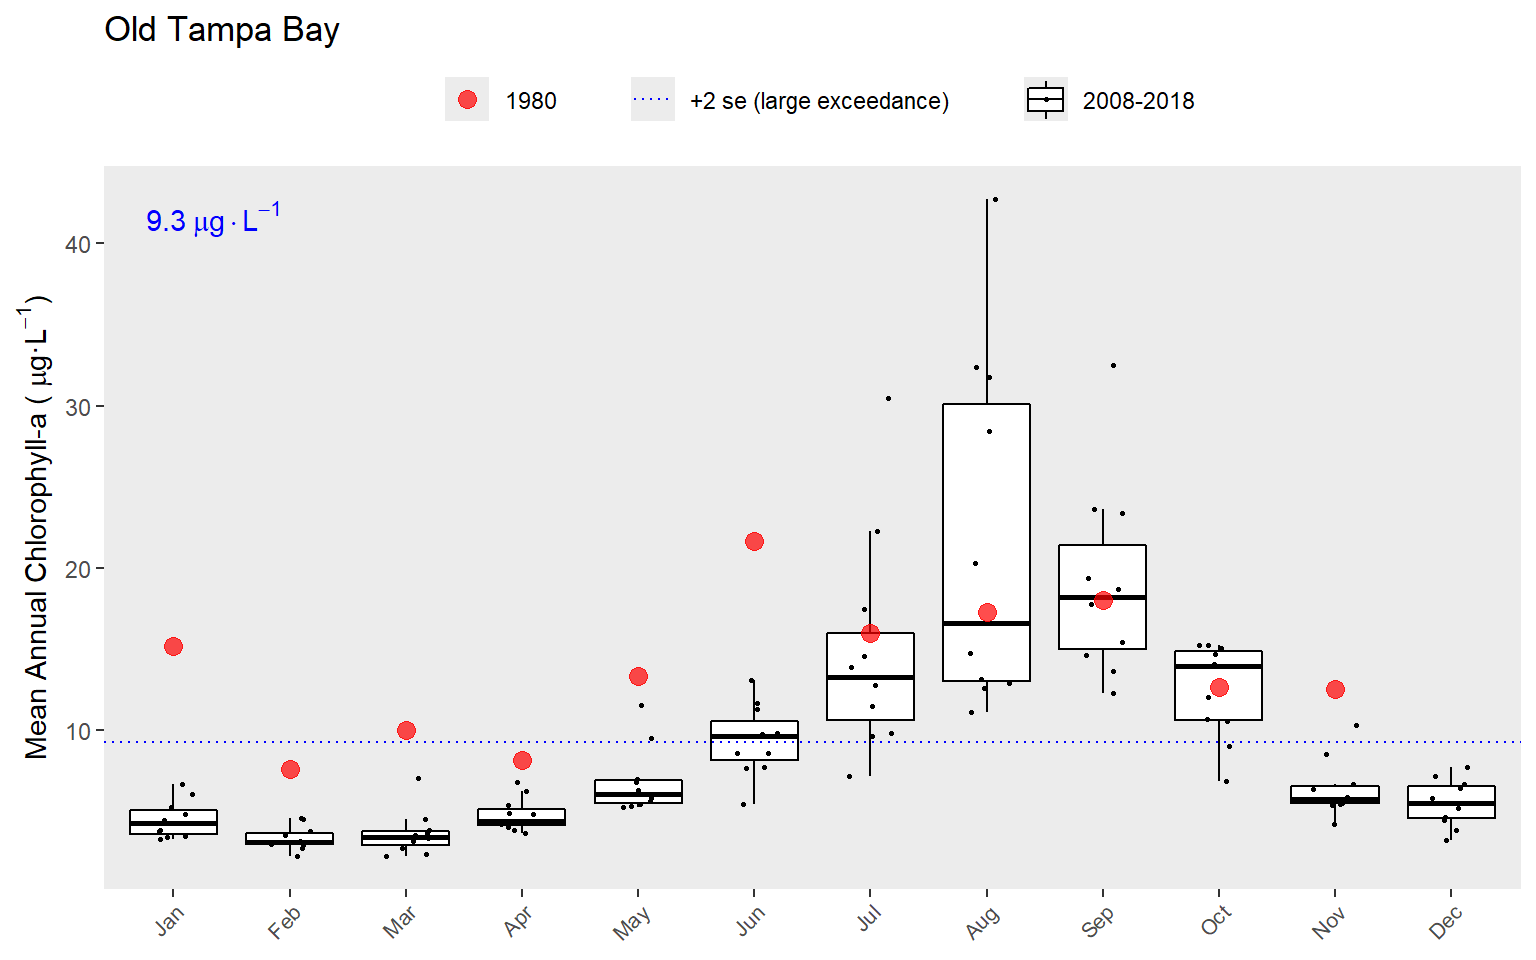 Old Tampa Bay
1980
+2 se (large exceedance)
2008-2018
9.3 µg·L⁻¹
Mean Annual Chlorophyll-a ( µg·L⁻¹)
40
30
20
10
Jan
Feb
Mar
Apr
May
Jun
Jul
Aug
Sep
Oct
Nov
Dec